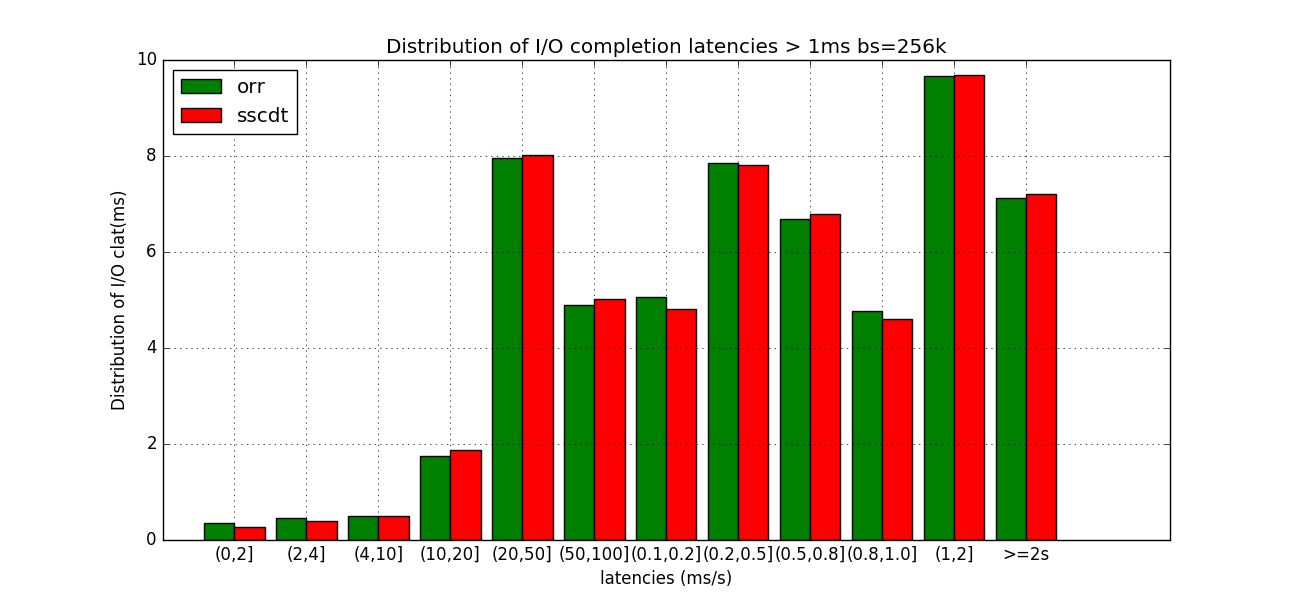 Distribution of I/O completion latencies > 1ms bs=256k
orr
sscdt
Distribution of I/O clat(ms)
10
8
6
4
2
0
(0,2] (2,4] (4,10] (10,20] (20,50] (50,100] (0.1,0.2] (0.2,0.5] (0.5,0.8] (0.8,1.0] (1,2] >=2s
latencies (ms/s)